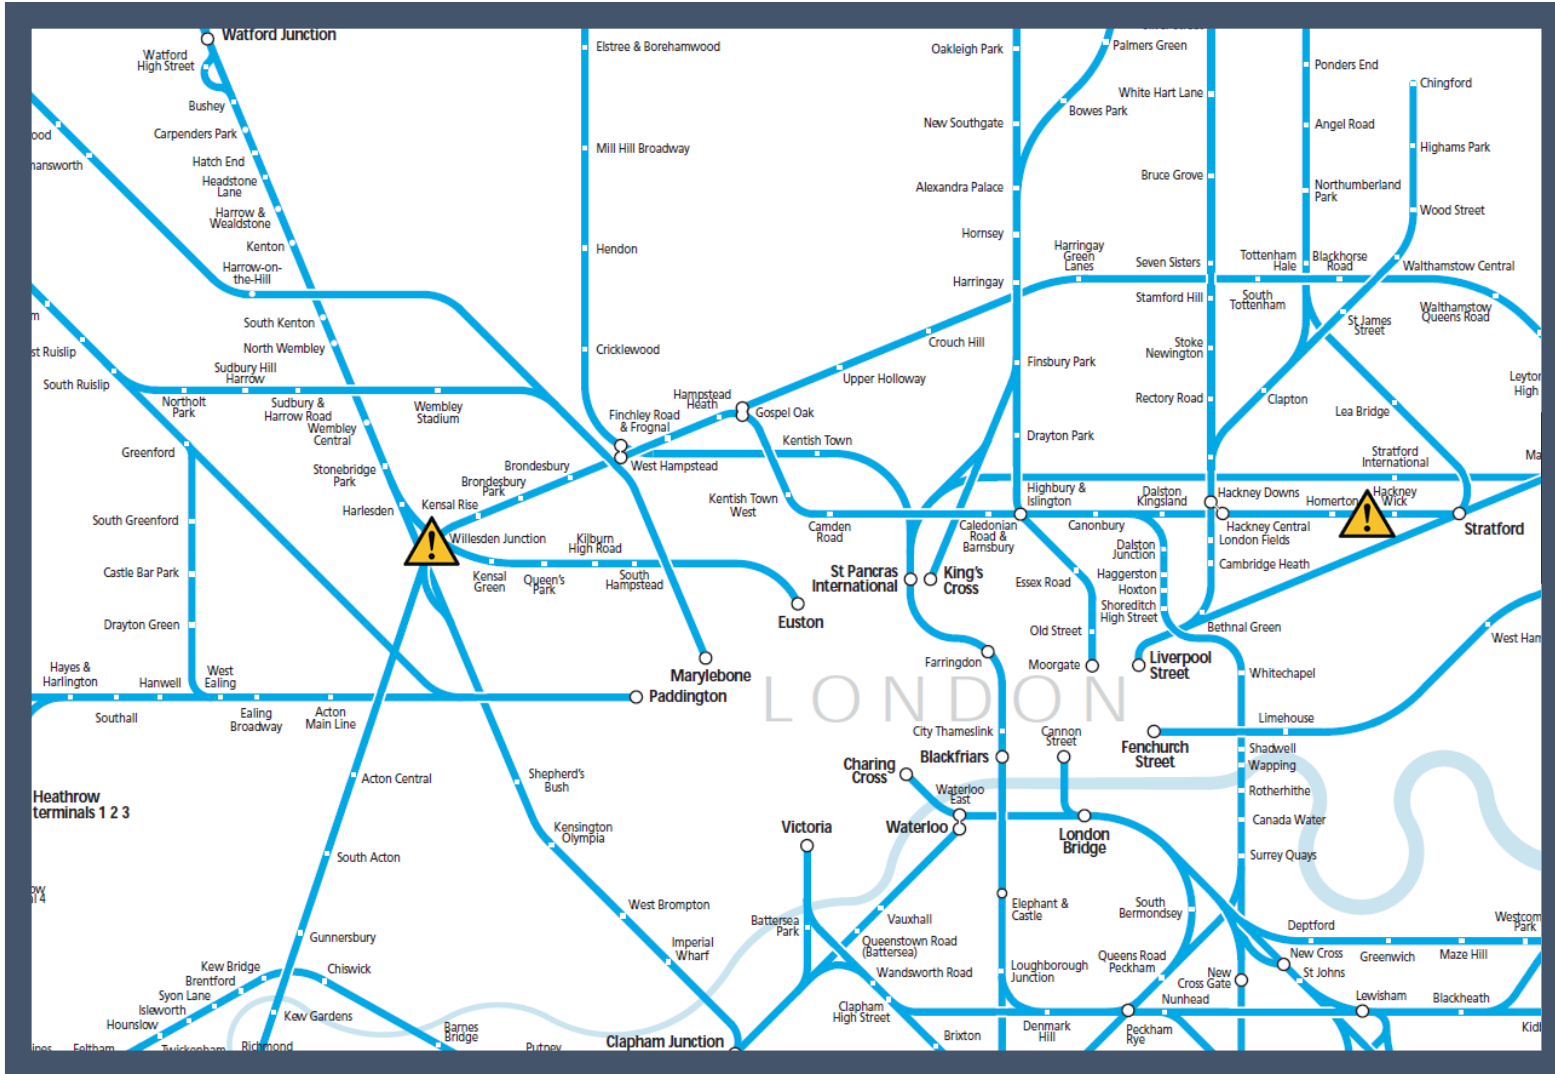 Watford Junction
Watford
High Street
Bushey
Carpenders Park
Hatch End
Headstone
Lane
Harrow &
Wealdstone
Kenton
Harrow-on-
the-Hill
South Kenton
North Wembley
Sudbury Hill
Harrow
South Ruislip
Northolt
Park
Sudbury &
Harrow Road
Wembley
Central
Wembley
Stadium
Greenford
Stonebridge
Park
Harlesden
South Greenford
Castle Bar Park
Drayton Green
Hayes &
Harlington
Hanwell
West
Ealing
Southall
Ealing
Broadway
Acton
Main Line
Elstree & Borehamwood
Mill Hill Broadway
Hendon
Cricklewood
Hampstead
Heath
Finchley Road
& Frognal
Gospel Oak
West Hampstead
Kentish Town
Brondesbury
Brondesbury
Park
Kensal Rise
Willesden Junction
Kilburn
High Road
Kensal
Green
Queen's
Park
South
Hampstead
Kentish Town
West
Camden
Road
Euston
Marylebone
Paddington
Oakleigh Park
Palmers Green
New Southgate
Bowes Park
Alexandra Palace
Hornsey
Harringay
Harringay
Green
Lanes
Crouch Hill
Upper Holloway
Finsbury Park
Drayton Park
Highbury &
Islington
Caledonian
Road &
Barnsbury
Canonbury
St Pancras
International
King's
Cross
Essex Road
Old Street
Moorgate
Farringdon
White Hart Lane
Bruce Grove
Seven Sisters
Stamford Hill
Stoke
Newington
Rectory Road
Ponders End
Angel Road
Northumberland
Park
Tottenham
Hale
Blackhorse
Road
South
Tottenham
Chingford
Highams Park
Wood Street
Walthamstow Central
St James
Street
Walthamstow
Queens Road
Clapton
Lea Bridge
Leyton
High
Stratford
International
Dalston
Kingsland
Hackney Downs
Homerton
Hackney
Wick
Stratford
Hackney Central
London Fields
Cambridge Heath
Dalston
Junction
Haggerston
Hoxton
Shoreditch
High Street
Bethnal Green
Liverpool
Street
Whitechapel
West Ham
LONDON
City Thameslink
Cannon
Street
Fenchurch
Street
Limehouse
Shadwell
Wapping
Rotherhithe
Canada Water
Surrey Quays
Blackfriars
Charing
Cross
Waterloo
East
Waterloo
London
Bridge
Victoria
Acton Central
Shepherd's
Bush
Heathrow
terminals 1 2 3
Kensington
Olympia
South Acton
West Brompton
Imperial
Wharf
Gunnersbury
Kew Bridge
Brentford
Syon Lane
Isleworth
Hounslow
Chiswick
Kew Gardens
Feltham
Twickenham
Richmond
Barnes
Bridge
Putney
Clapham Junction
Battersea
Park
Vauxhall
Queenstown Road
(Battersea)
Wandsworth Road
Clapham
High Street
Brixton
Elephant &
Castle
Loughborough
Junction
Denmark
Hill
South
Bermondsey
Queens Road
Peckham
Peckham
Rye
Nunhead
New
Cross Gate
New Cross
St Johns
Deptford
Greenwich
Maze Hill
Westcom
Park
Lewisham
Blackheath